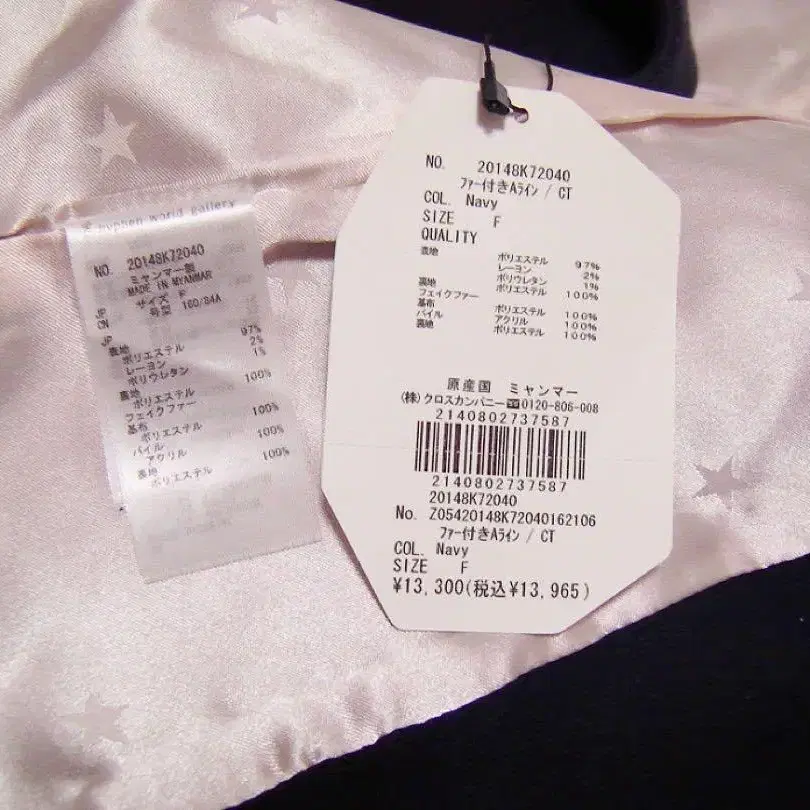 hyphen world gallery
NO. 20148K72040
ミャンマー製
MADE IN MYANMAR
サイズ F
JP
CN 号型 160/84A
JP
表地 97%
ポリエステル 2%
レーヨン 1%
ポリウレタン
裏地 100%
ポリエステル
フェイクファー
基布 100%
ポリエステル
パイル 100%
アクリル
裏地 100%
ポリエステル
NO. 20148K72040
ファー付きAライン / CT
COL. Navy
SIZE F
QUALITY
表地 ポリエステル 97%
レーヨン 2%
ポリウレタン 1%
裏地 ポリエステル 100%
フェイクファー
基布 ポリエステル 100%
パイル アクリル 100%
裏地 ポリエステル 100%
原産国 ミャンマー
(株)クロスカンパニー☎0120-806-008
2140802737587
2140802737587
20148K72040
No. Z05420148K72040162106
ファー付きAライン / CT
COL. Navy
SIZE F
¥13,300(税込¥13,965)